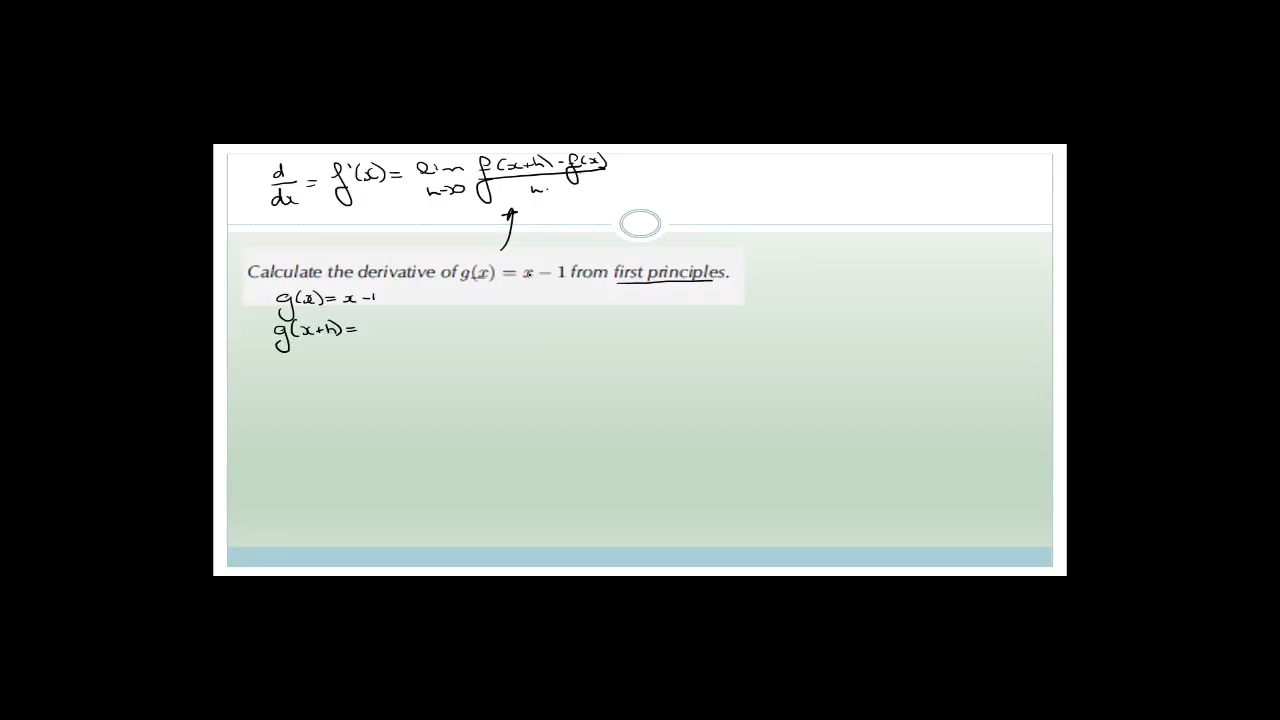 d/dx = f'(x) = lim h→0 f(x+h) - f(x) / h.
Calculate the derivative of g(x) = x − 1 from first principles.
g(x) = x - 1
g(x+h) =